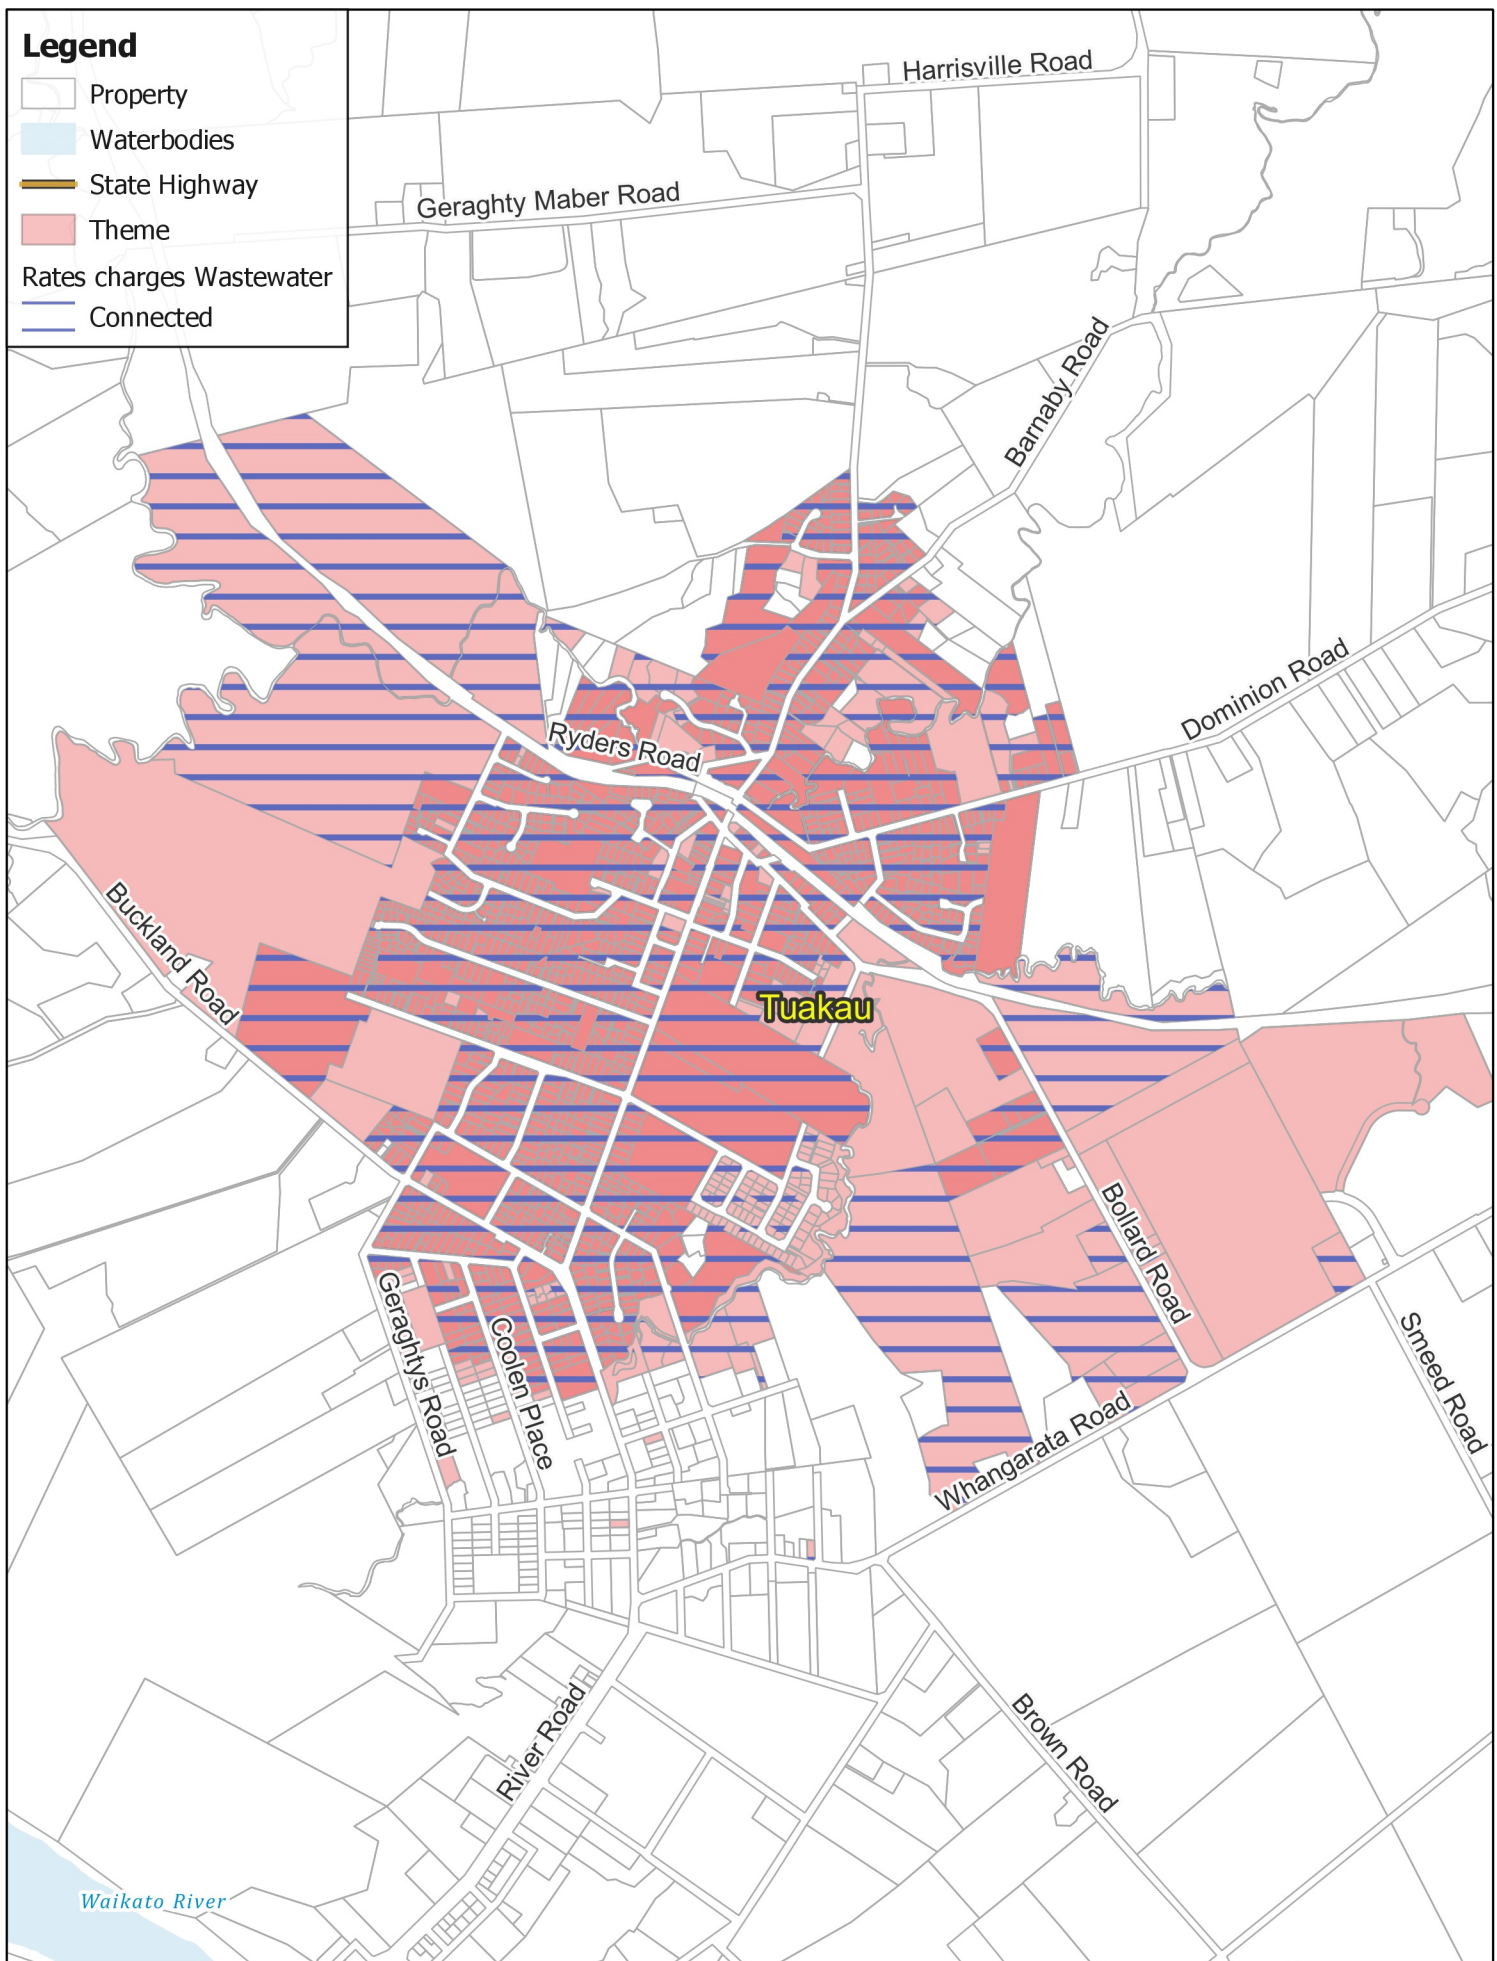 Legend
Property
Waterbodies
State Highway
Theme
Rates charges Wastewater
Connected
Harrisville Road
Geraghty Maber Road
Barnaby Road
Dominion Road
Ryders Road
Buckland Road
Tuakau
Bollard Road
Geraghtys Road
Coolen Place
Smeed Road
Whangarata Road
River Road
Brown Road
Waikato River